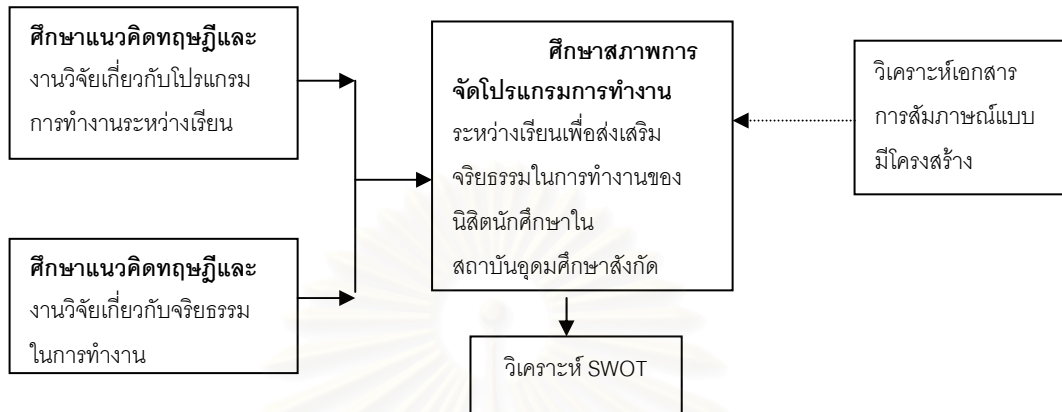 ศึกษาแนวคิดทฤษฎีและ
งานวิจัยเกี่ยวกับโปรแกรม
การทำงานระหว่างเรียน
ศึกษาแนวคิดทฤษฎีและ
งานวิจัยเกี่ยวกับจริยธรรม
ในการทำงาน
ศึกษาสภาพการ
จัดโปรแกรมการทำงาน
ระหว่างเรียนเพื่อส่งเสริม
จริยธรรมในการทำงานของ
นิสิตนักศึกษาใน
สถาบันอุดมศึกษาสังกัด
วิเคราะห์เอกสาร
การสัมภาษณ์แบบ
มีโครงสร้าง
วิเคราะห์ SWOT